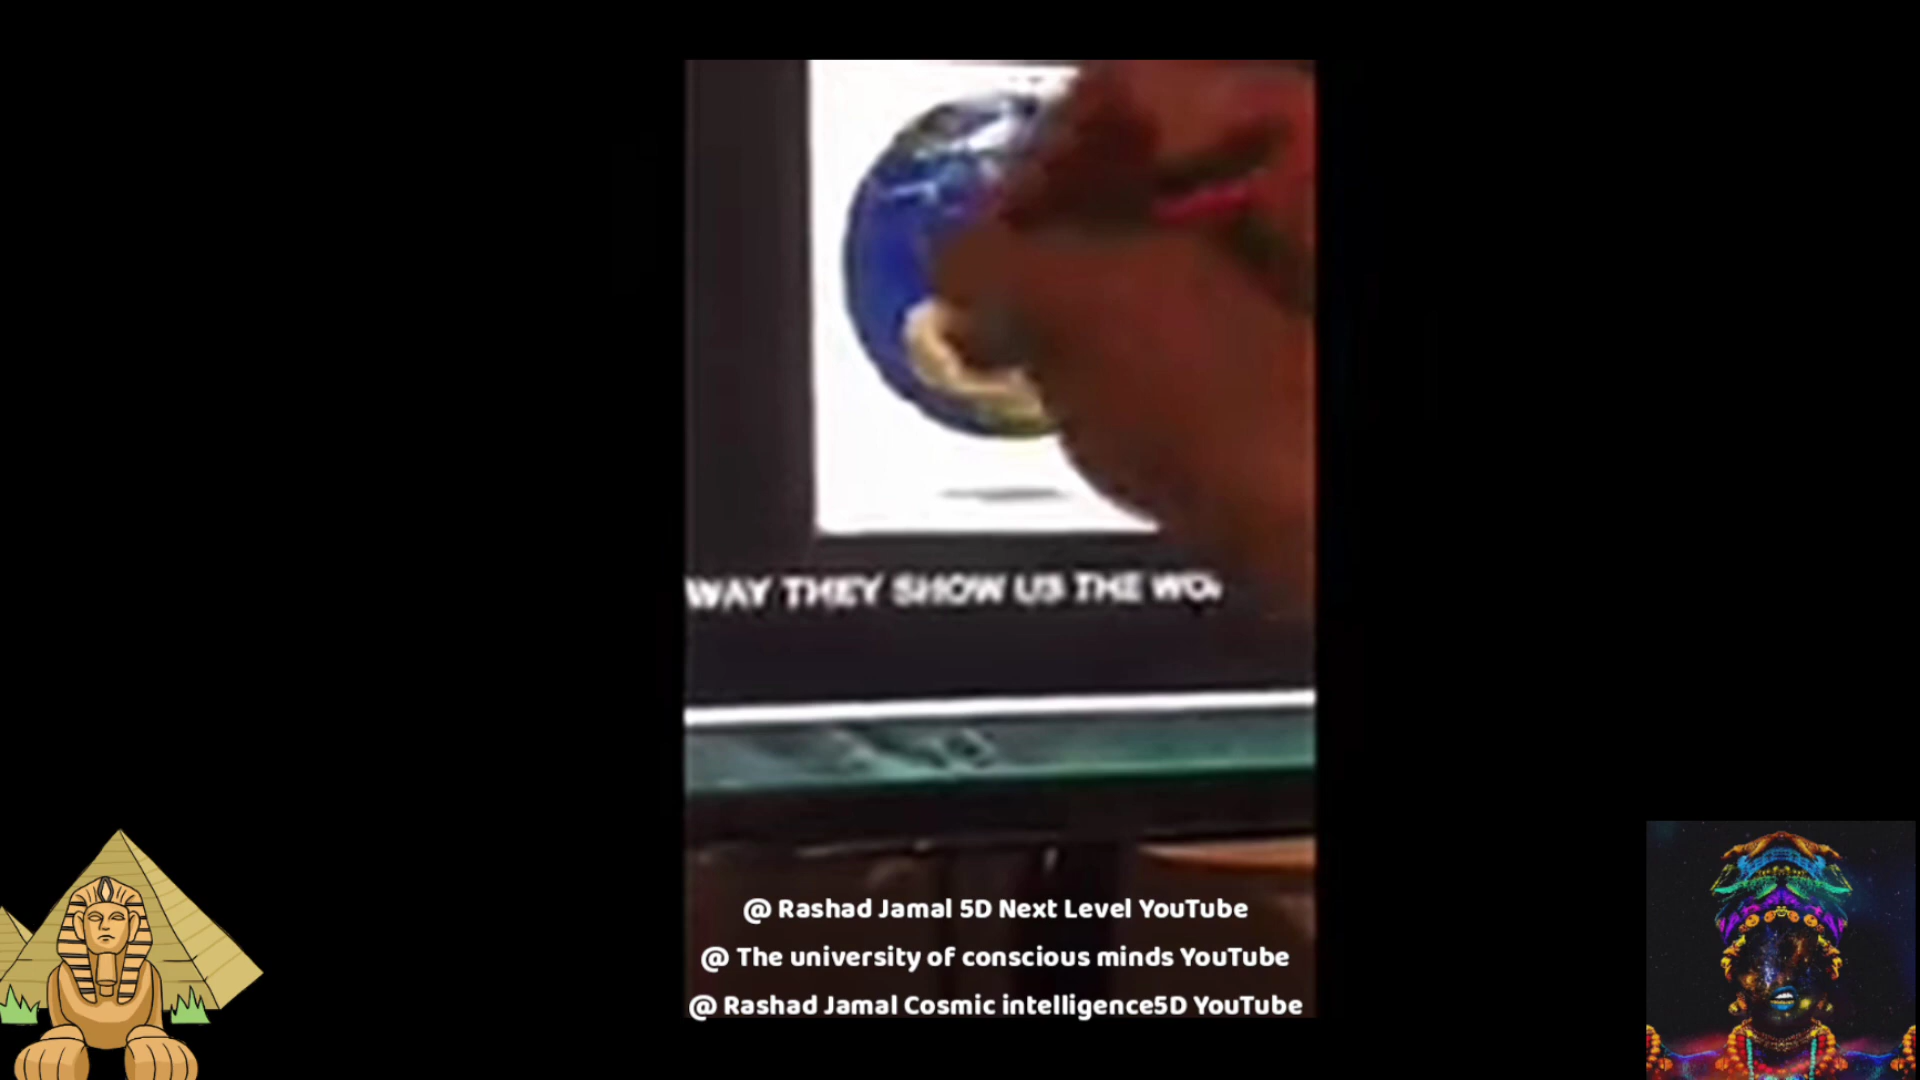 WAY THEY SHOW US THE
@ Rashad Jamal 5D Next Level YouTube
@ The university of conscious minds YouTube
@ Rashad Jamal Cosmic intelligence5D YouTube